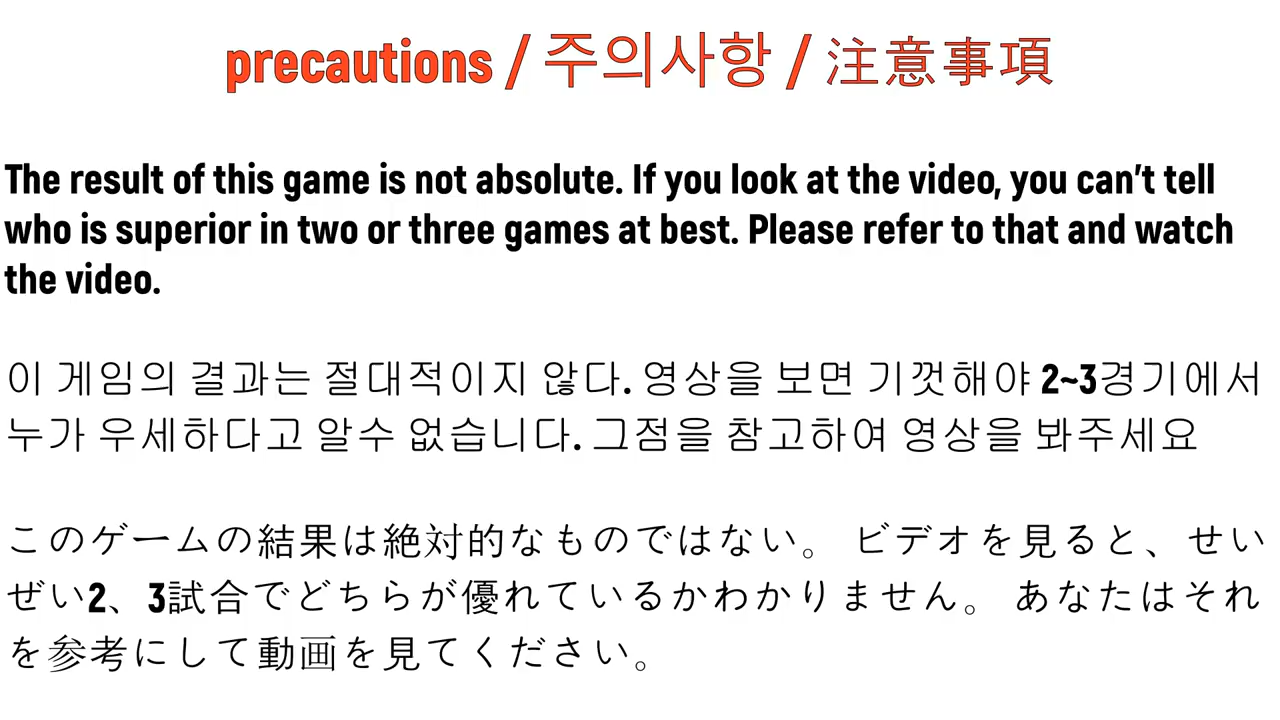 precautions / 주의사항 / 注意事項
The result of this game is not absolute. If you look at the video, you can't tell
who is superior in two or three games at best. Please refer to that and watch
the video.
이 게임의 결과는 절대적이지 않다. 영상을 보면 기껏해야 2~3경기에서
누가 우세하다고 알수 없습니다. 그점을 참고하여 영상을 봐주세요
このゲームの結果は絶対的なものではない。 ビデオを見ると、せい
ぜい2、3試合でどちらが優れているかわかりません。 あなたはそれ
を参考にして動画を見てください。